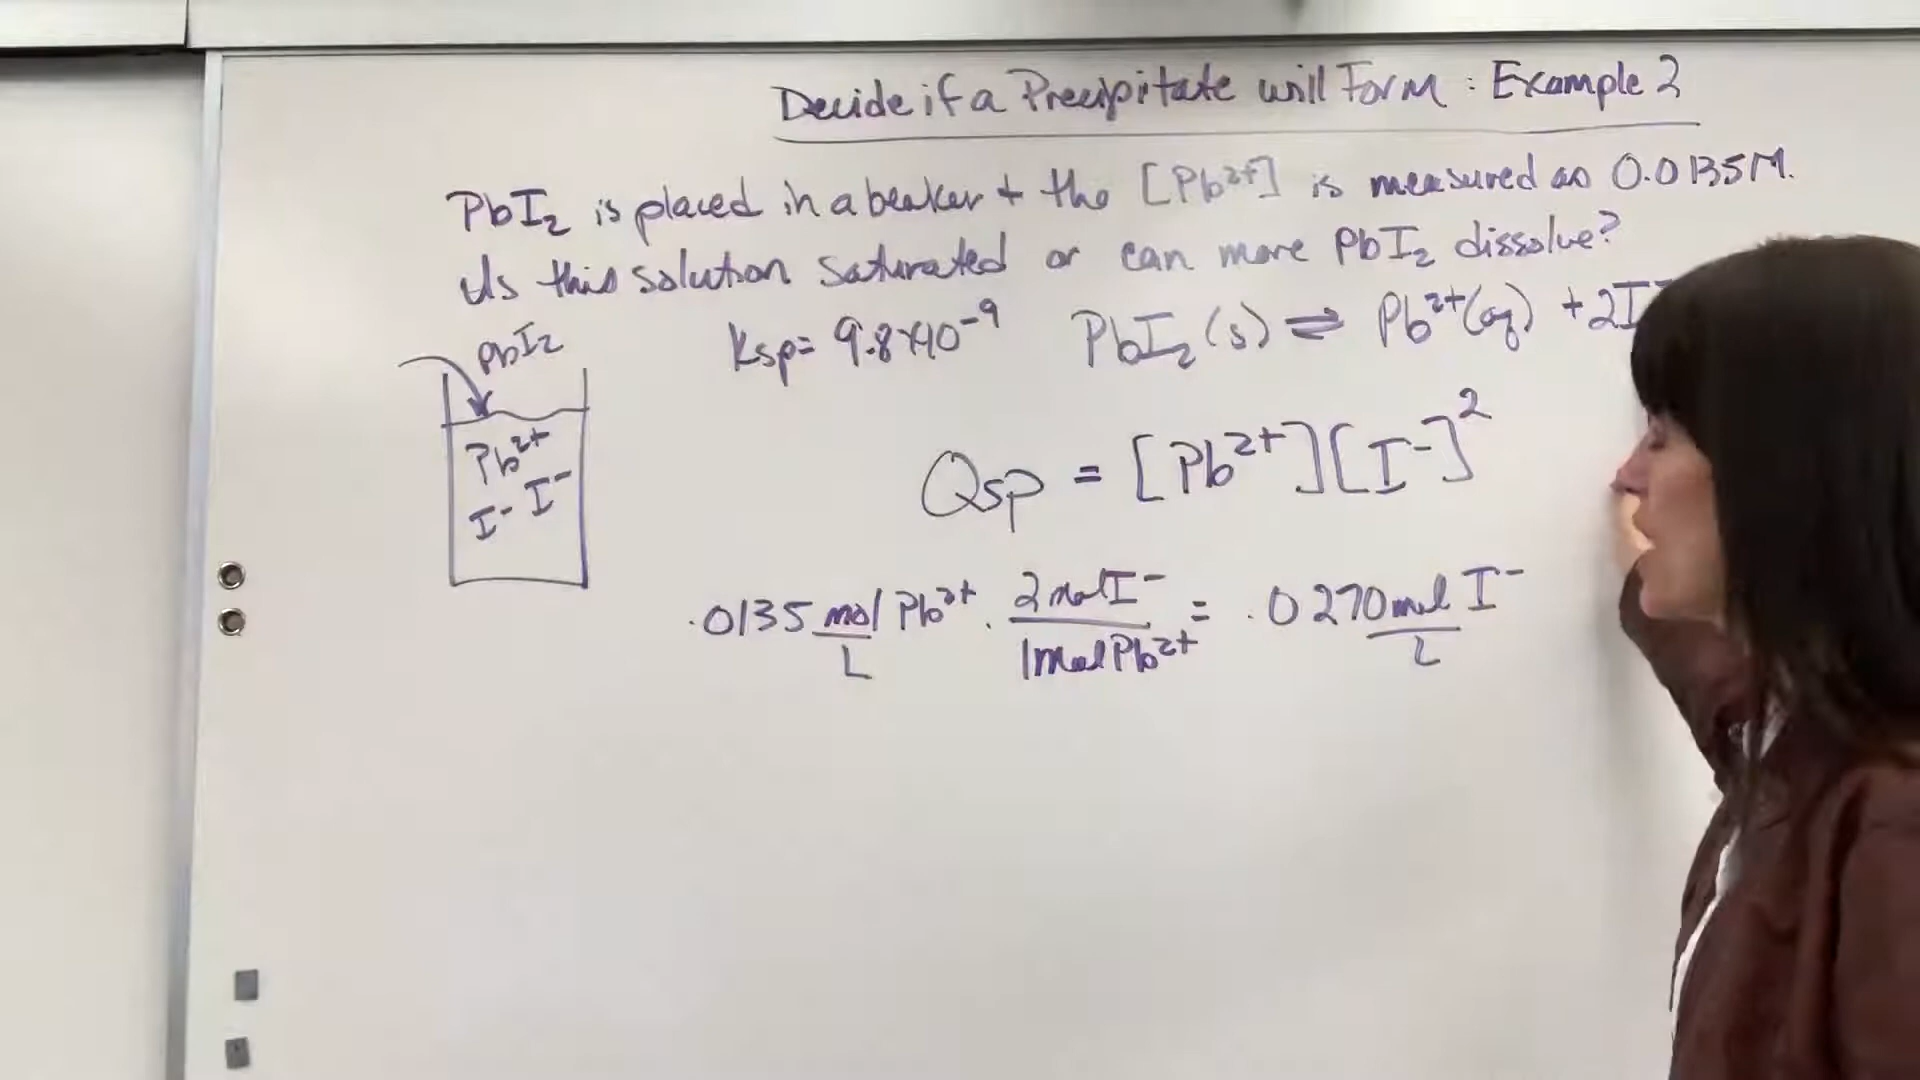 Decide if a Precipitate will Form : Example 2
PbI₂ is placed in a beaker + the [Pb²⁺] is measured as 0.0135M.
Is this solution saturated or can more PbI₂ dissolve?
PbI₂
Ksp= 9.8x10⁻⁹ PbI₂(s) ⇌ Pb²⁺(aq) + 2I⁻
Pb²⁺
I⁻ I⁻
Qsp = [Pb²⁺][I⁻]²
.0135 mol/L Pb²⁺ · 2 mol I⁻/1 mol Pb²⁺ = .0270 mol/L I⁻